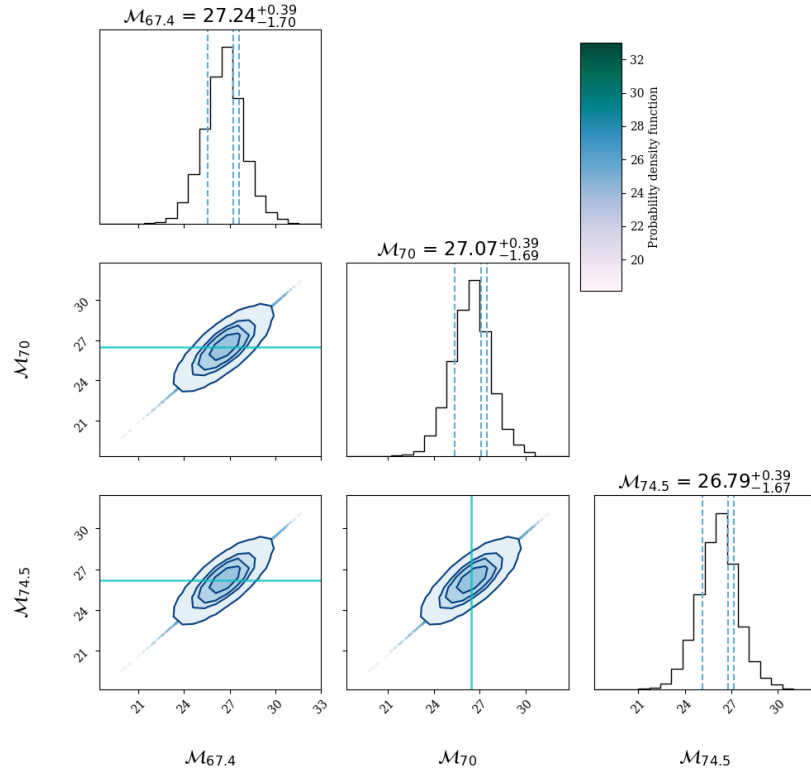 ℳ₆₇.₄ = 27.24⁺⁰·³⁹₋₁.₇₀
32
30
28
26
24
22
20
Probability density function
ℳ₇₀ = 27.07⁺⁰·³⁹₋₁.₆₉
30
27
24
21
ℳ₇₀
ℳ₇₄.₅ = 26.79⁺⁰·³⁹₋₁.₆₇
30
27
24
21
ℳ₇₄.₅
21 24 27 30 33
21 24 27 30
21 24 27 30
ℳ₆₇.₄ ℳ₇₀ ℳ₇₄.₅